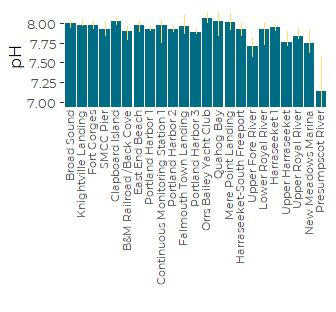 8.00
7.75
7.50
7.25
7.00
pH
Broad Sound
Knightville Landing
Fort Gorges
SMCC Pier
Clapboard Island
B&M Railroad / Back Cove
East End Beach
Portland Harbor 1
Continuous Monitoring Station 1
Portland Harbor 2
Falmouth Town Landing
Portland Harbor 3
Orrs Bailey Yacht Club
Quahog Bay
Mere Point Landing
Harraseeket-South Freeport
Upper Fore River
Lower Royal River
Harraseeket 1
Upper Harraseeket
Upper Royal River
New Meadows Marina
Presumpscot River